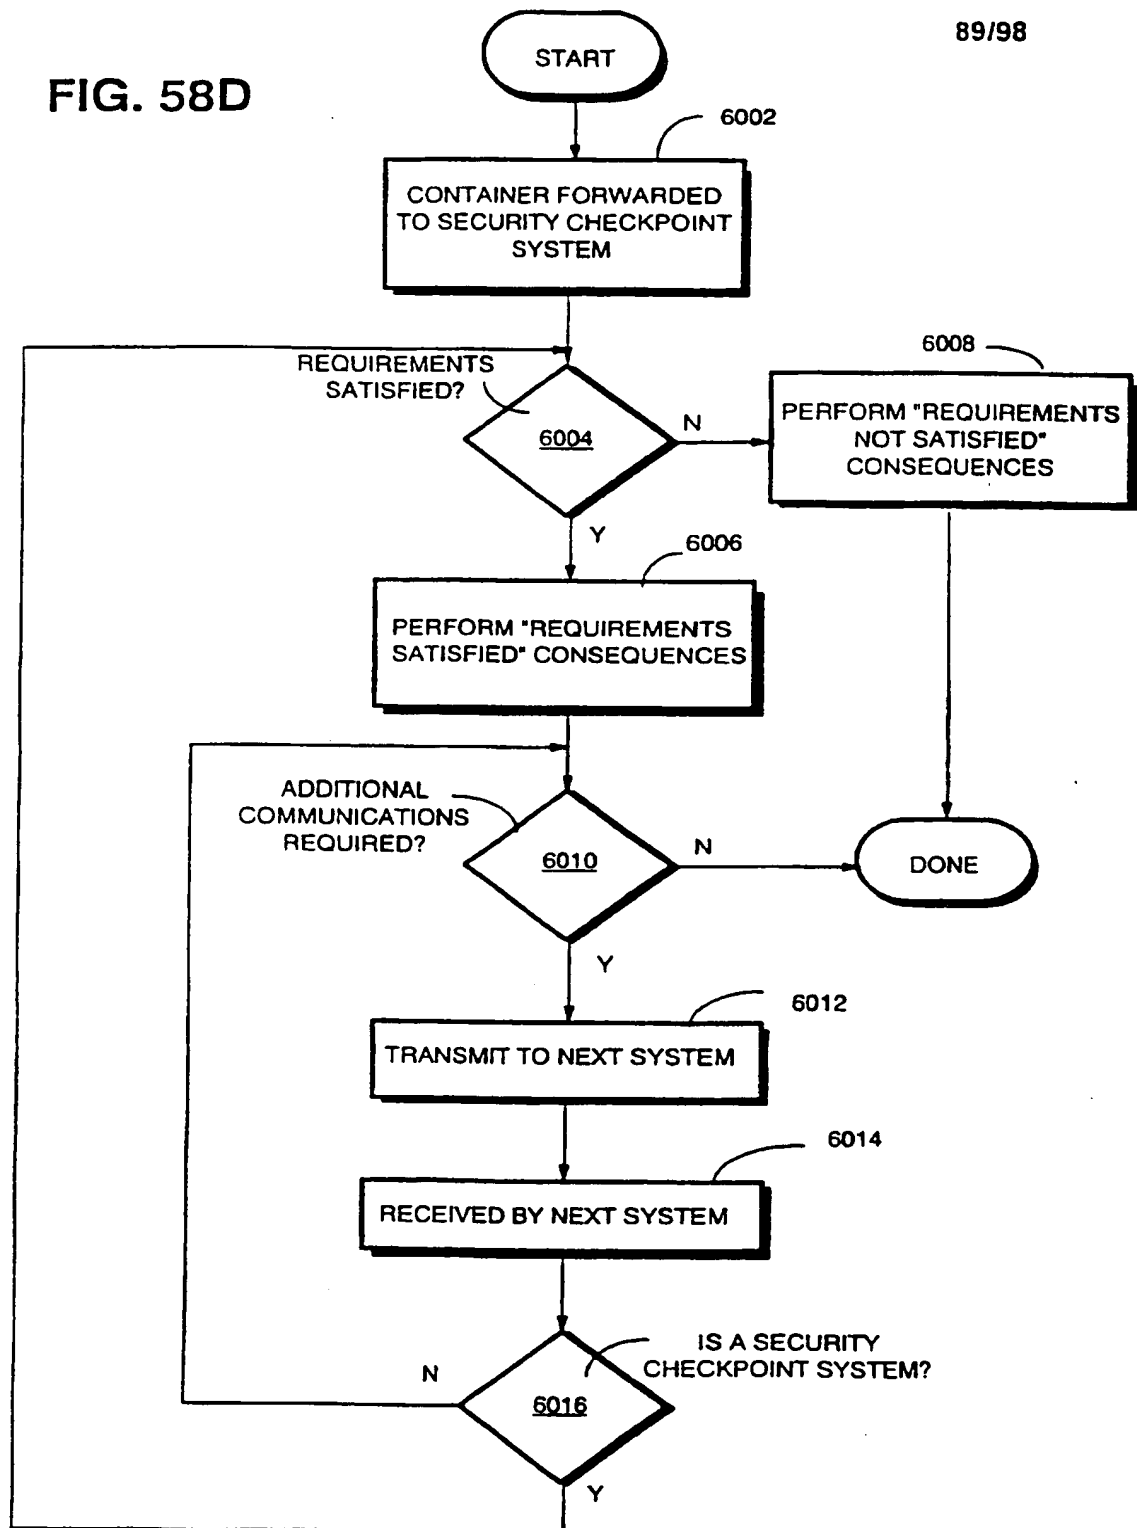 89/98
FIG. 58D
START
6002
CONTAINER FORWARDED
TO SECURITY CHECKPOINT
SYSTEM
REQUIREMENTS
SATISFIED?
6004
N
6008
PERFORM "REQUIREMENTS
NOT SATISFIED"
CONSEQUENCES
Y
6006
PERFORM "REQUIREMENTS
SATISFIED" CONSEQUENCES
ADDITIONAL
COMMUNICATIONS
REQUIRED?
6010
N
DONE
Y
6012
TRANSMIT TO NEXT SYSTEM
6014
RECEIVED BY NEXT SYSTEM
IS A SECURITY
CHECKPOINT SYSTEM?
N
6016
Y